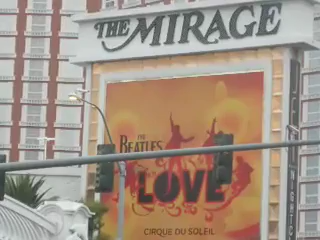 THE MIRAGE
THE
BEATLES
LOVE
CIRQUE DU SOLEIL